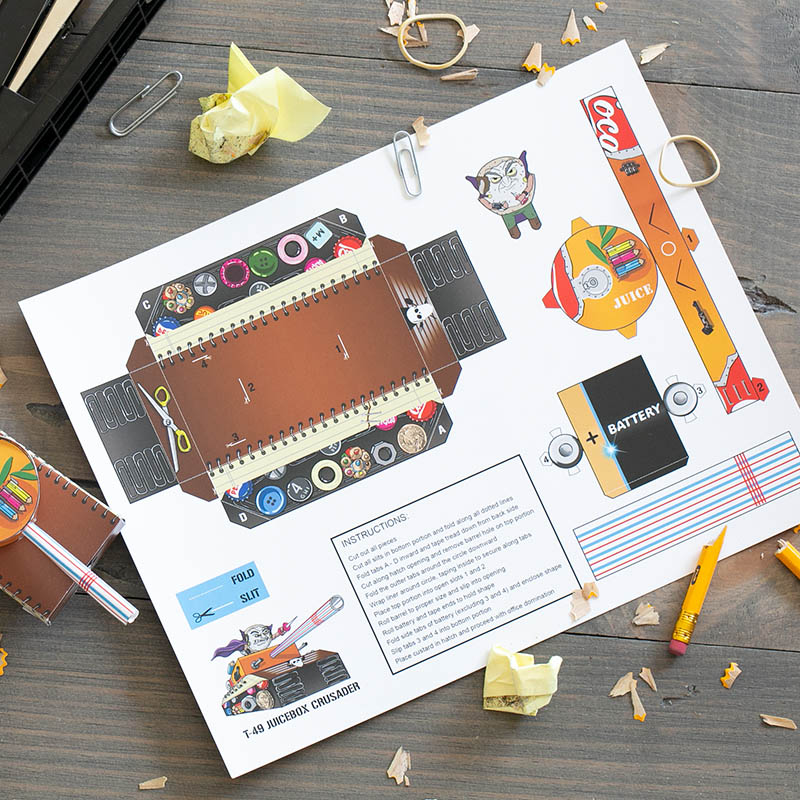 OCO
B
M+
C
JUICE
1
2
3
4
A
D
BATTERY
+
1
2
3
4
INSTRUCTIONS:
Cut out all pieces
Cut all slits in bottom portion and fold along all dotted lines
Fold tabs A - D inward and tape tread down from back side
Cut along hatch opening and remove barrel hole on top portion
Fold the outer tabs around the circle downward
Wrap liner around circle, taping inside to secure along tabs
Place top portion into upper slots 1 and 2
Roll barrel to proper size and slip into opening
Roll battery and tape ends to hold shape
Fold side tabs of battery (excluding 3 and 4) and enclose shape
Slip tabs 3 and 4 into bottom portion
Place custard in hatch and proceed with office domination
FOLD
SLIT
T-49 JUICEBOX CRUSADER